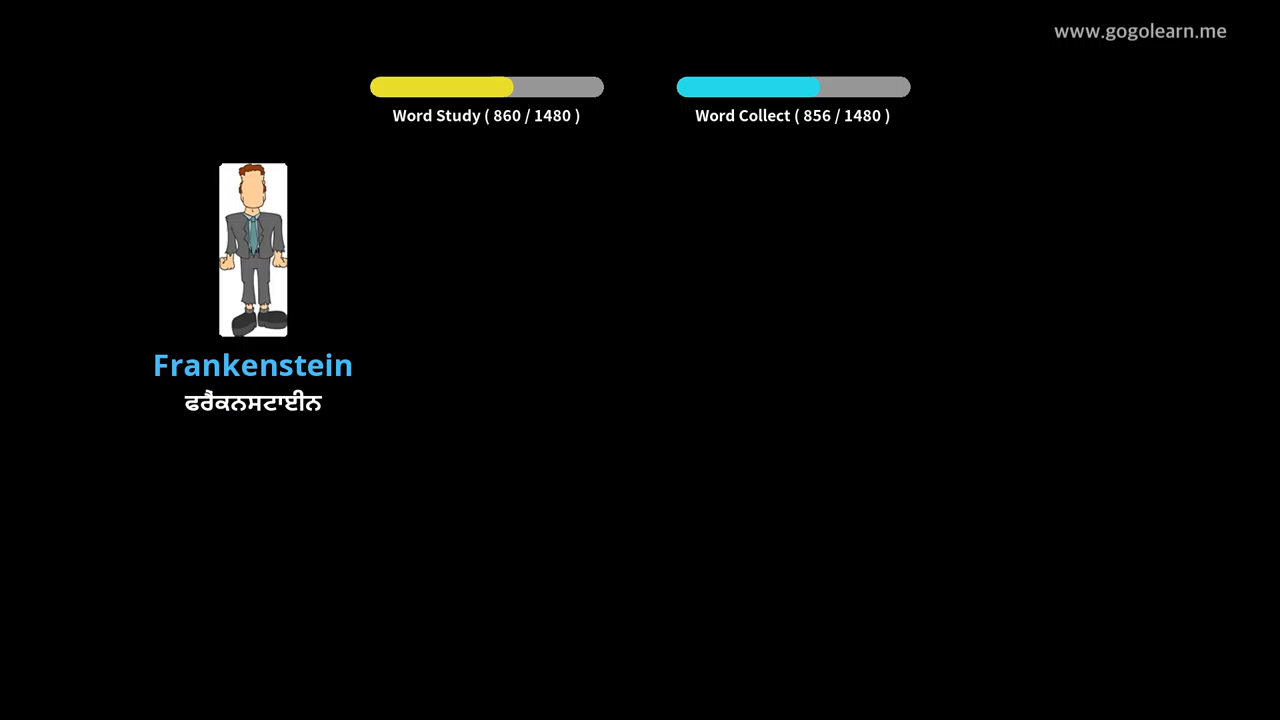 www.gogolearn.me
Word Study ( 860 / 1480 )
Word Collect ( 856 / 1480 )
Frankenstein
ਫਰੈਂਕਨਸਟਾਈਨ